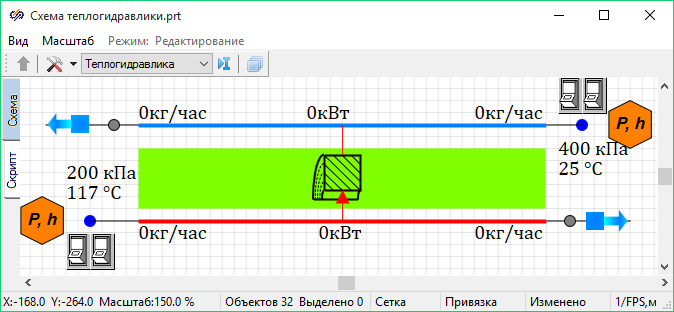 Схема теплогидравлики.prt
Вид Масштаб Режим: Редактирование
Теплогидравлика
Схема
Скрипт
0кг/час 0кВт 0кг/час
P, h
400 кПа
25 °C
200 кПа
117 °C
P, h
0кг/час 0кВт 0кг/час
X:-168.0 Y:-264.0 Масштаб:150.0 % Объектов 32 Выделено 0 Сетка Привязка Изменено 1/FPS,м